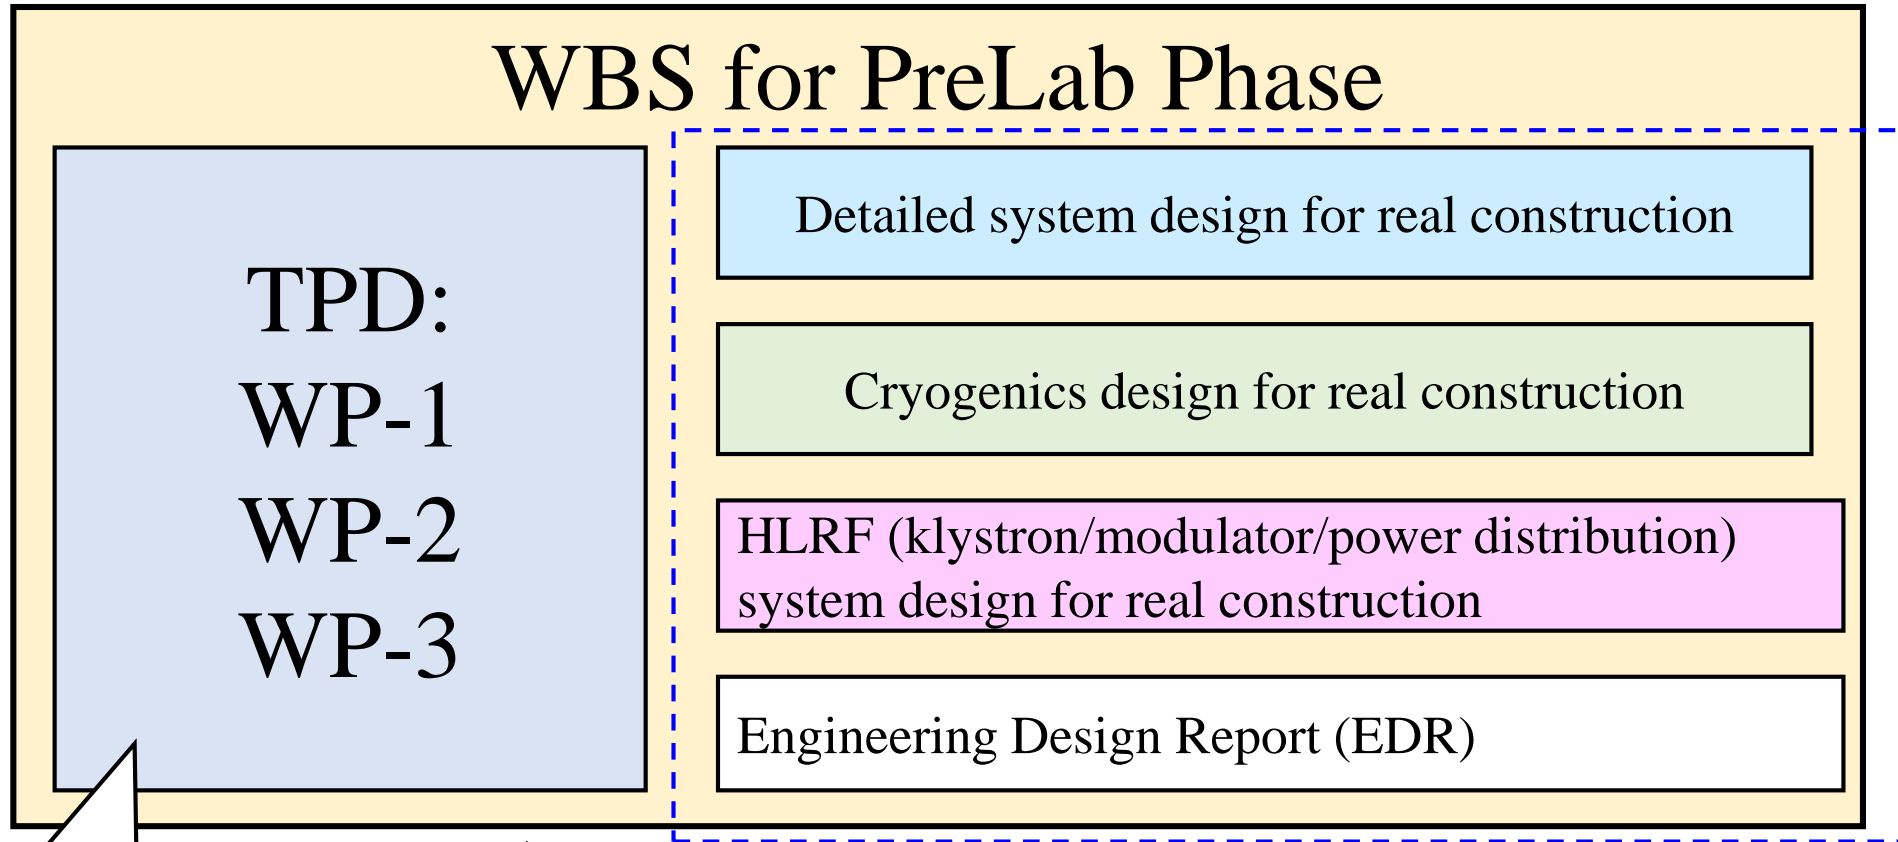 WBS for PreLab Phase
TPD:
WP-1
WP-2
WP-3
Detailed system design for real construction
Cryogenics design for real construction
HLRF (klystron/modulator/power distribution)
system design for real construction
Engineering Design Report (EDR)